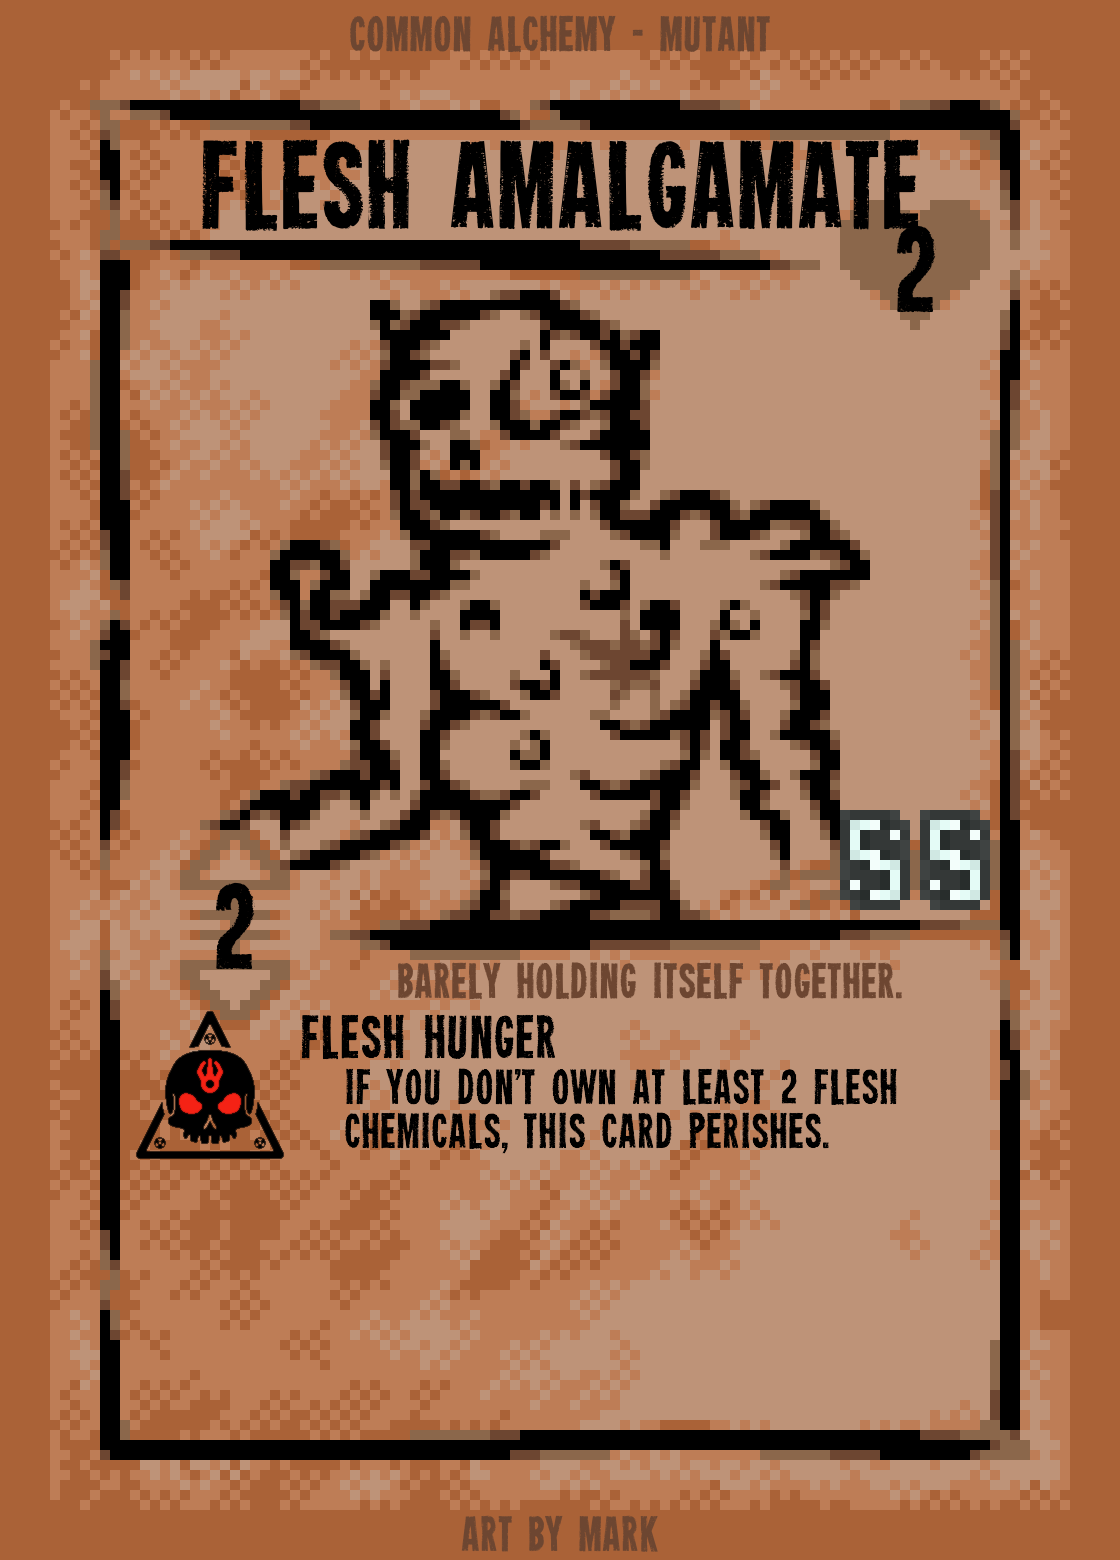 COMMON ALCHEMY - MUTANT
FLESH AMALGAMATE
2
S S
2
BARELY HOLDING ITSELF TOGETHER.
FLESH HUNGER
IF YOU DON'T OWN AT LEAST 2 FLESH
CHEMICALS, THIS CARD PERISHES.
ART BY MARK